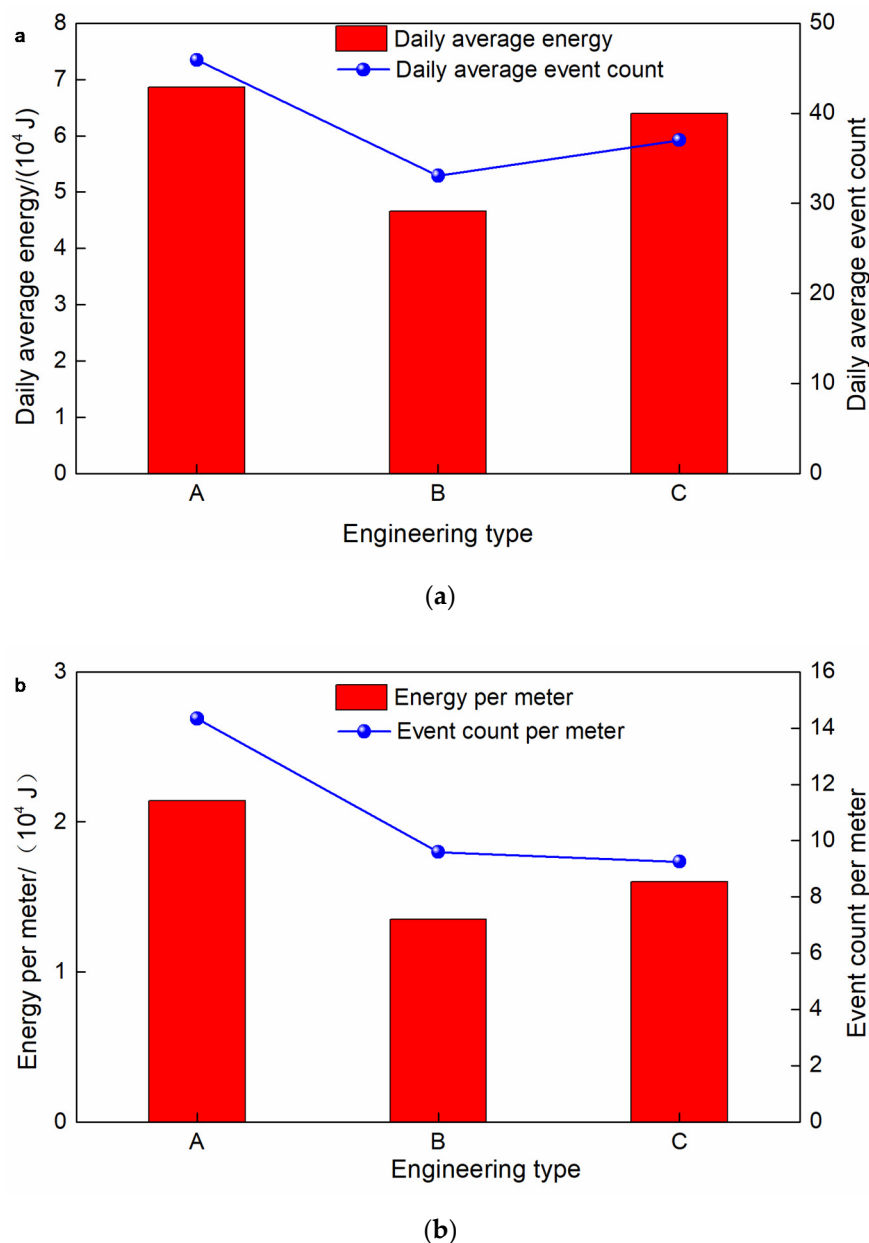 a
Daily average energy
Daily average event count
Daily average energy/(10⁴ J)
8
7
6
5
4
3
2
1
0
50
40
30
20
10
0
Daily average event count
A B C
Engineering type
(a)
b
Energy per meter
Event count per meter
Energy per meter/（10⁴ J）
3
2
1
0
16
14
12
10
8
6
4
2
0
Event count per meter
A B C
Engineering type
(b)